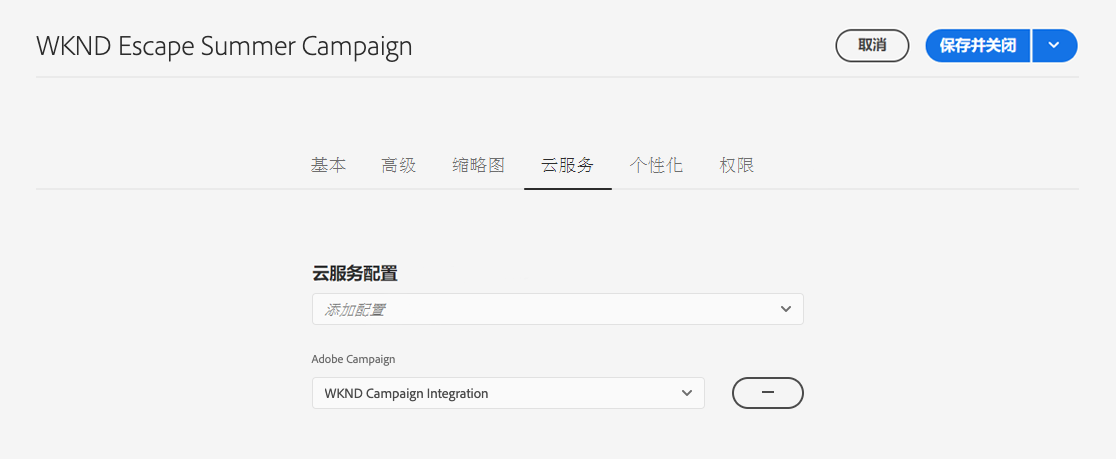 WKND Escape Summer Campaign
取消
保存并关闭
基本 高级 缩略图 云服务 个性化 权限
云服务配置
添加配置
Adobe Campaign
WKND Campaign Integration